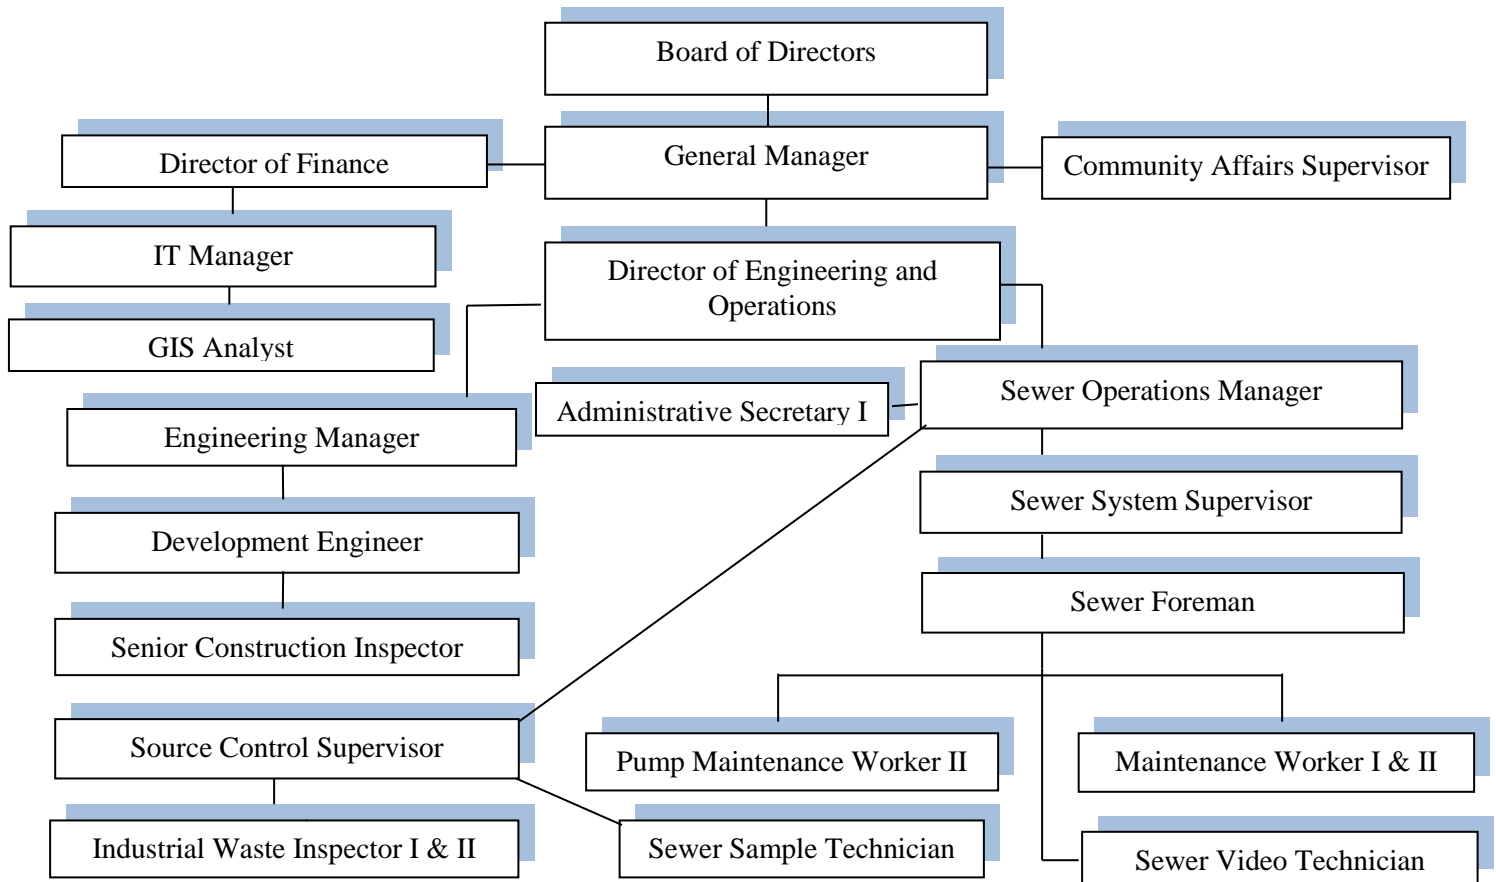 Board of Directors
Director of Finance
General Manager
Community Affairs Supervisor
IT Manager
Director of Engineering and
Operations
GIS Analyst
Administrative Secretary I
Sewer Operations Manager
Engineering Manager
Sewer System Supervisor
Development Engineer
Sewer Foreman
Senior Construction Inspector
Source Control Supervisor
Pump Maintenance Worker II
Maintenance Worker I & II
Industrial Waste Inspector I & II
Sewer Sample Technician
Sewer Video Technician